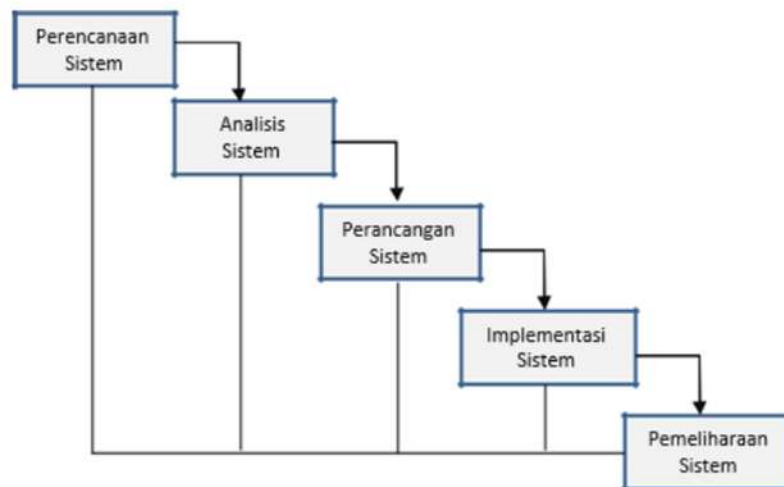 Perencanaan
Sistem
Analisis
Sistem
Perancangan
Sistem
Implementasi
Sistem
Pemeliharaan
Sistem